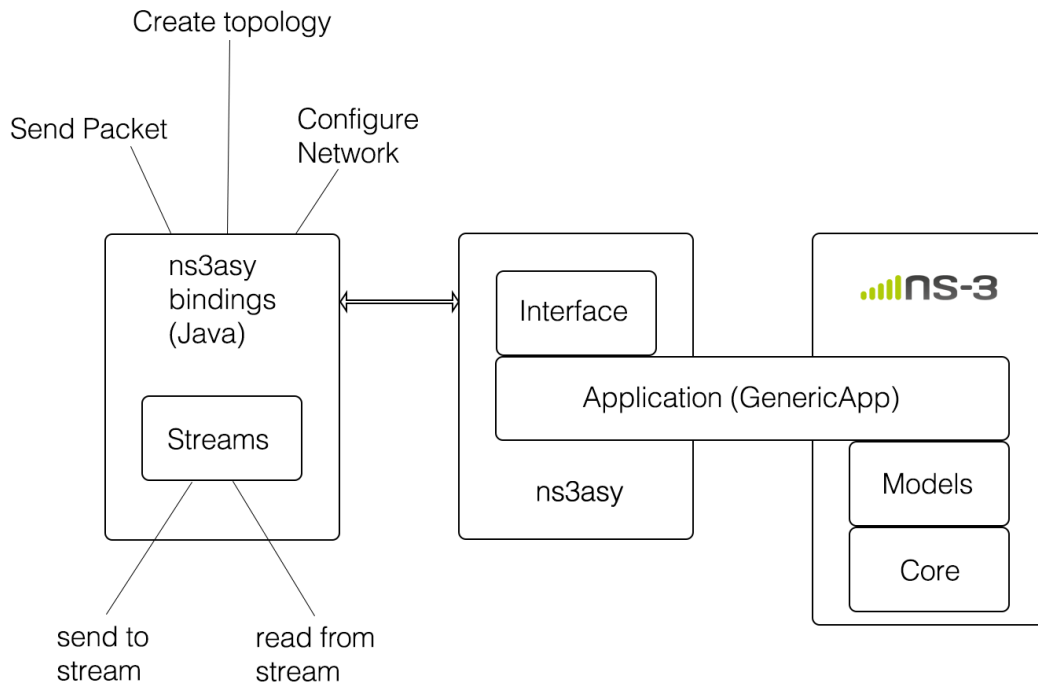 Create topology
Send Packet
Configure
Network
ns3asy
bindings
(Java)
Streams
send to
stream
read from
stream
Interface
Application (GenericApp)
ns3asy
ns-3
Models
Core